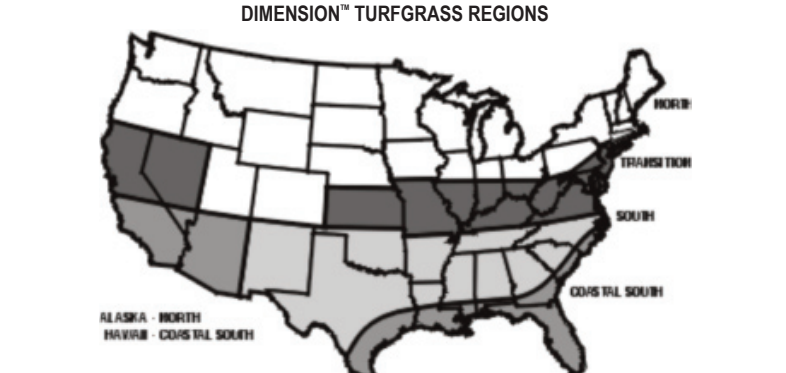 DIMENSION™ TURFGRASS REGIONS
NORTH
TRANSITION
SOUTH
COASTAL SOUTH
ALASKA - NORTH
HAWAII - COASTAL SOUTH